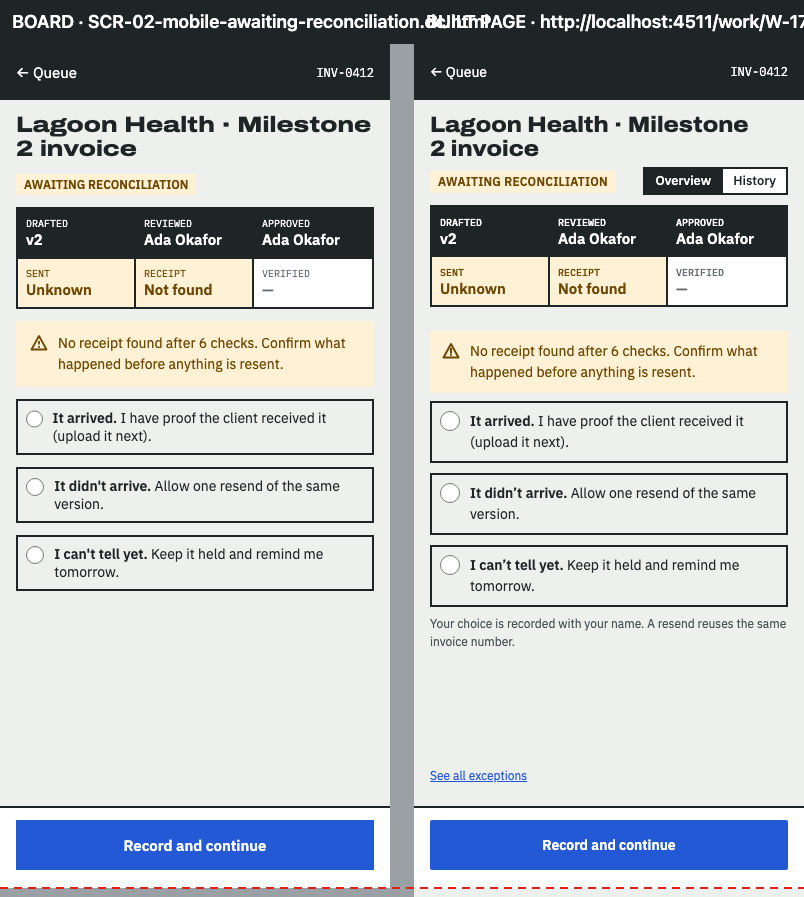 BOARD · SCR-02-mobile-awaiting-reconciliation.
PAGE · http://localhost:4511/work/W-17
← Queue
INV-0412
Lagoon Health · Milestone
2 invoice
AWAITING RECONCILIATION
DRAFTED
v2
REVIEWED
Ada Okafor
APPROVED
Ada Okafor
SENT
Unknown
RECEIPT
Not found
VERIFIED
—
No receipt found after 6 checks. Confirm what
happened before anything is resent.
It arrived. I have proof the client received it
(upload it next).
It didn't arrive. Allow one resend of the same
version.
I can't tell yet. Keep it held and remind me
tomorrow.
Record and continue
← Queue
INV-0412
Lagoon Health · Milestone
2 invoice
AWAITING RECONCILIATION
Overview
History
DRAFTED
v2
REVIEWED
Ada Okafor
APPROVED
Ada Okafor
SENT
Unknown
RECEIPT
Not found
VERIFIED
—
No receipt found after 6 checks. Confirm what
happened before anything is resent.
It arrived. I have proof the client received it
(upload it next).
It didn’t arrive. Allow one resend of the same
version.
I can’t tell yet. Keep it held and remind me
tomorrow.
Your choice is recorded with your name. A resend reuses the same
invoice number.
See all exceptions
Record and continue